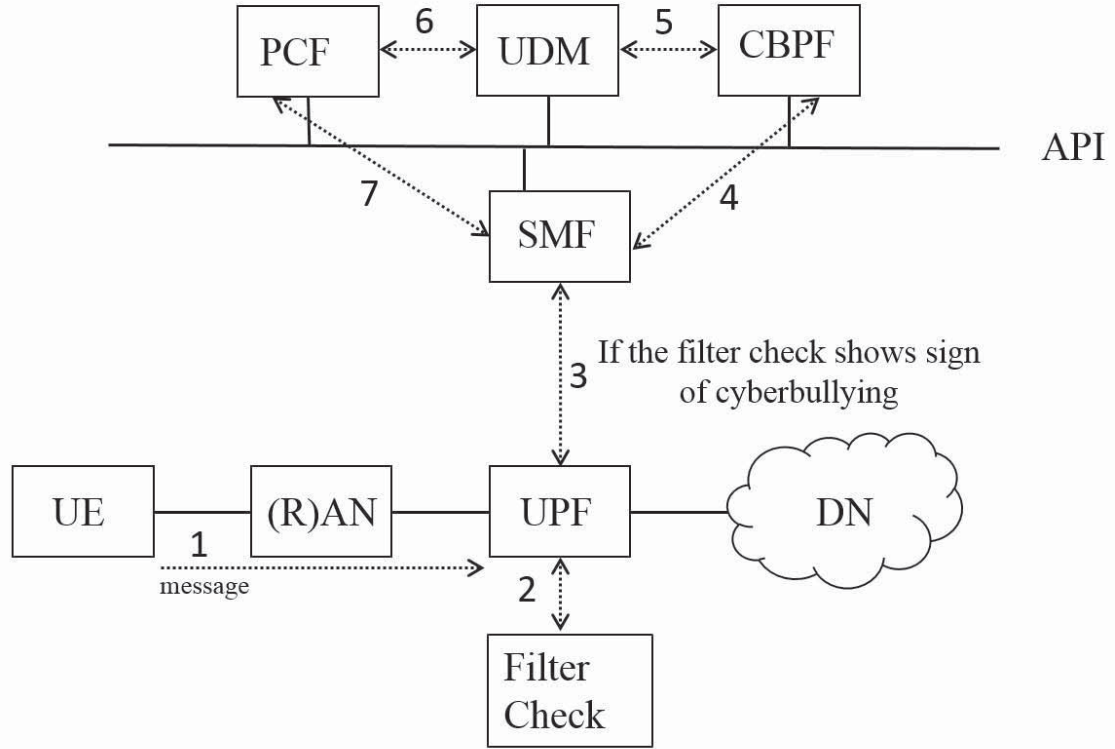 6
5
PCF
UDM
CBPF
API
7
4
SMF
3
If the filter check shows sign
of cyberbullying
UE
(R)AN
UPF
DN
1
message
2
Filter
Check